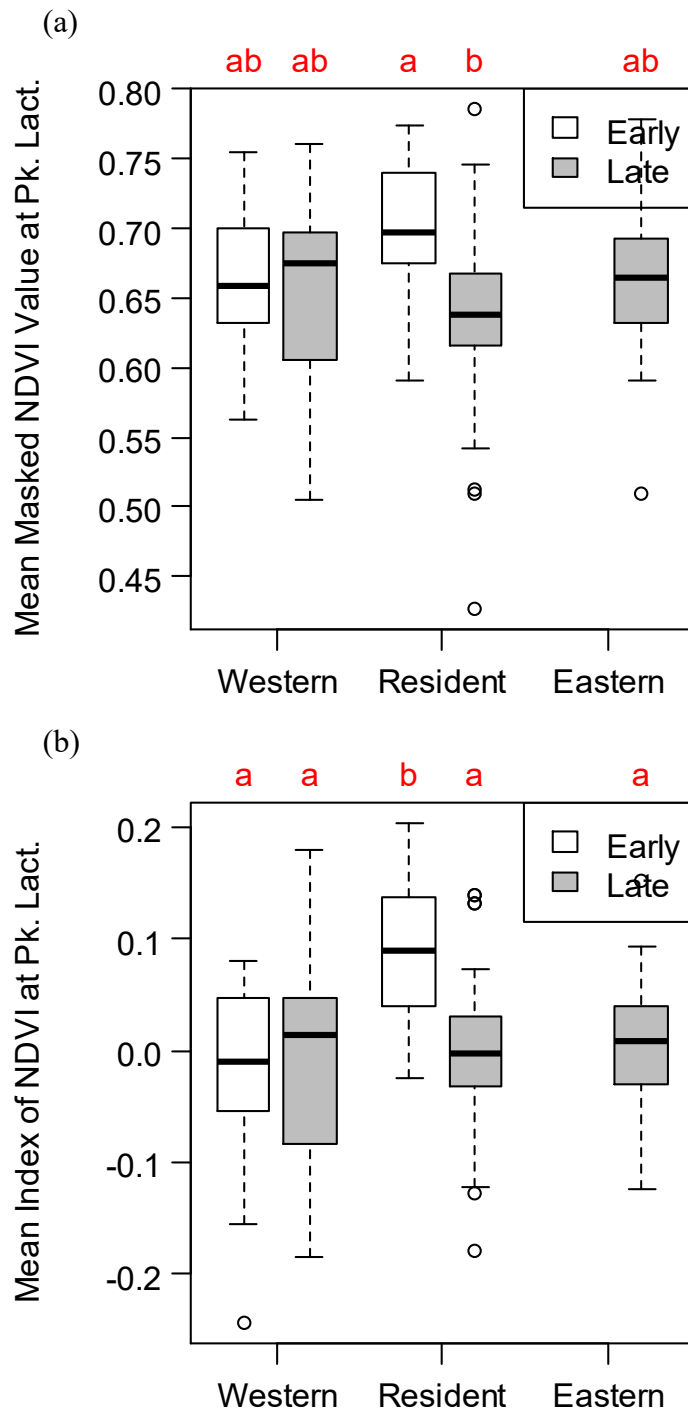 (a)
ab ab a b ab
Mean Masked NDVI Value at Pk. Lact.
0.80
0.75
0.70
0.65
0.60
0.55
0.50
0.45
Early
Late
Western Resident Eastern
(b)
a a b a a
Mean Index of NDVI at Pk. Lact.
0.2
0.1
0.0
-0.1
-0.2
Early
Late
Western Resident Eastern